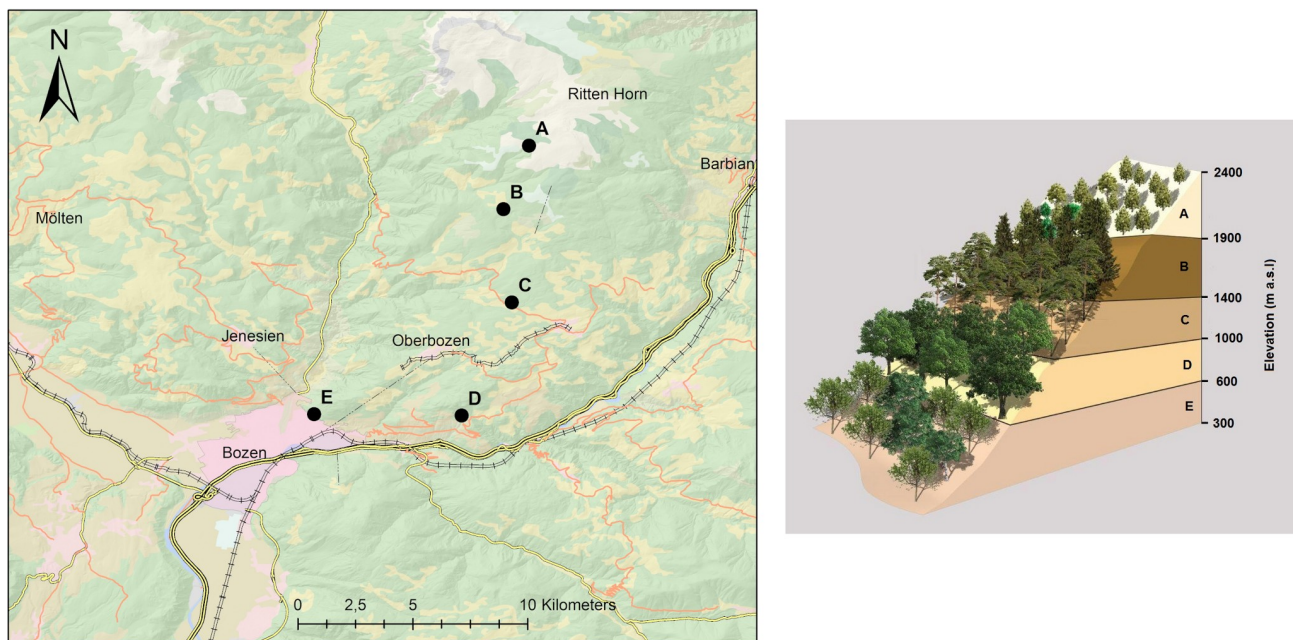 N
Ritten Horn
A
Barbian
B
Mölten
C
Jenesien
Oberbozen
E
D
Bozen
0 2,5 5 10 Kilometers
2400
A
1900
B
1400
C
1000
D
600
E
300
Elevation (m a.s.l)